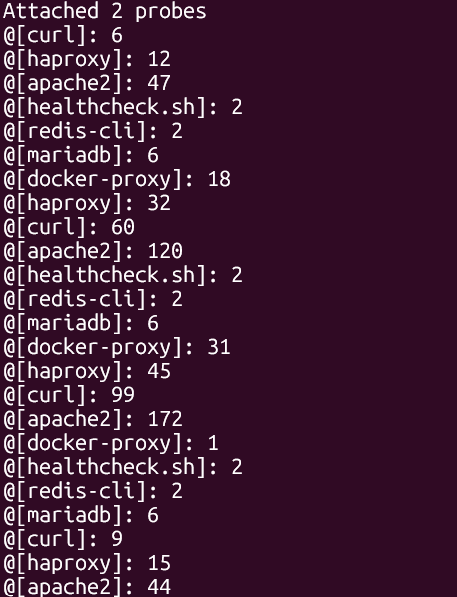 Attached 2 probes
@[curl]: 6
@[haproxy]: 12
@[apache2]: 47
@[healthcheck.sh]: 2
@[redis-cli]: 2
@[mariadb]: 6
@[docker-proxy]: 18
@[haproxy]: 32
@[curl]: 60
@[apache2]: 120
@[healthcheck.sh]: 2
@[redis-cli]: 2
@[mariadb]: 6
@[docker-proxy]: 31
@[haproxy]: 45
@[curl]: 99
@[apache2]: 172
@[docker-proxy]: 1
@[healthcheck.sh]: 2
@[redis-cli]: 2
@[mariadb]: 6
@[curl]: 9
@[haproxy]: 15
@[apache2]: 44